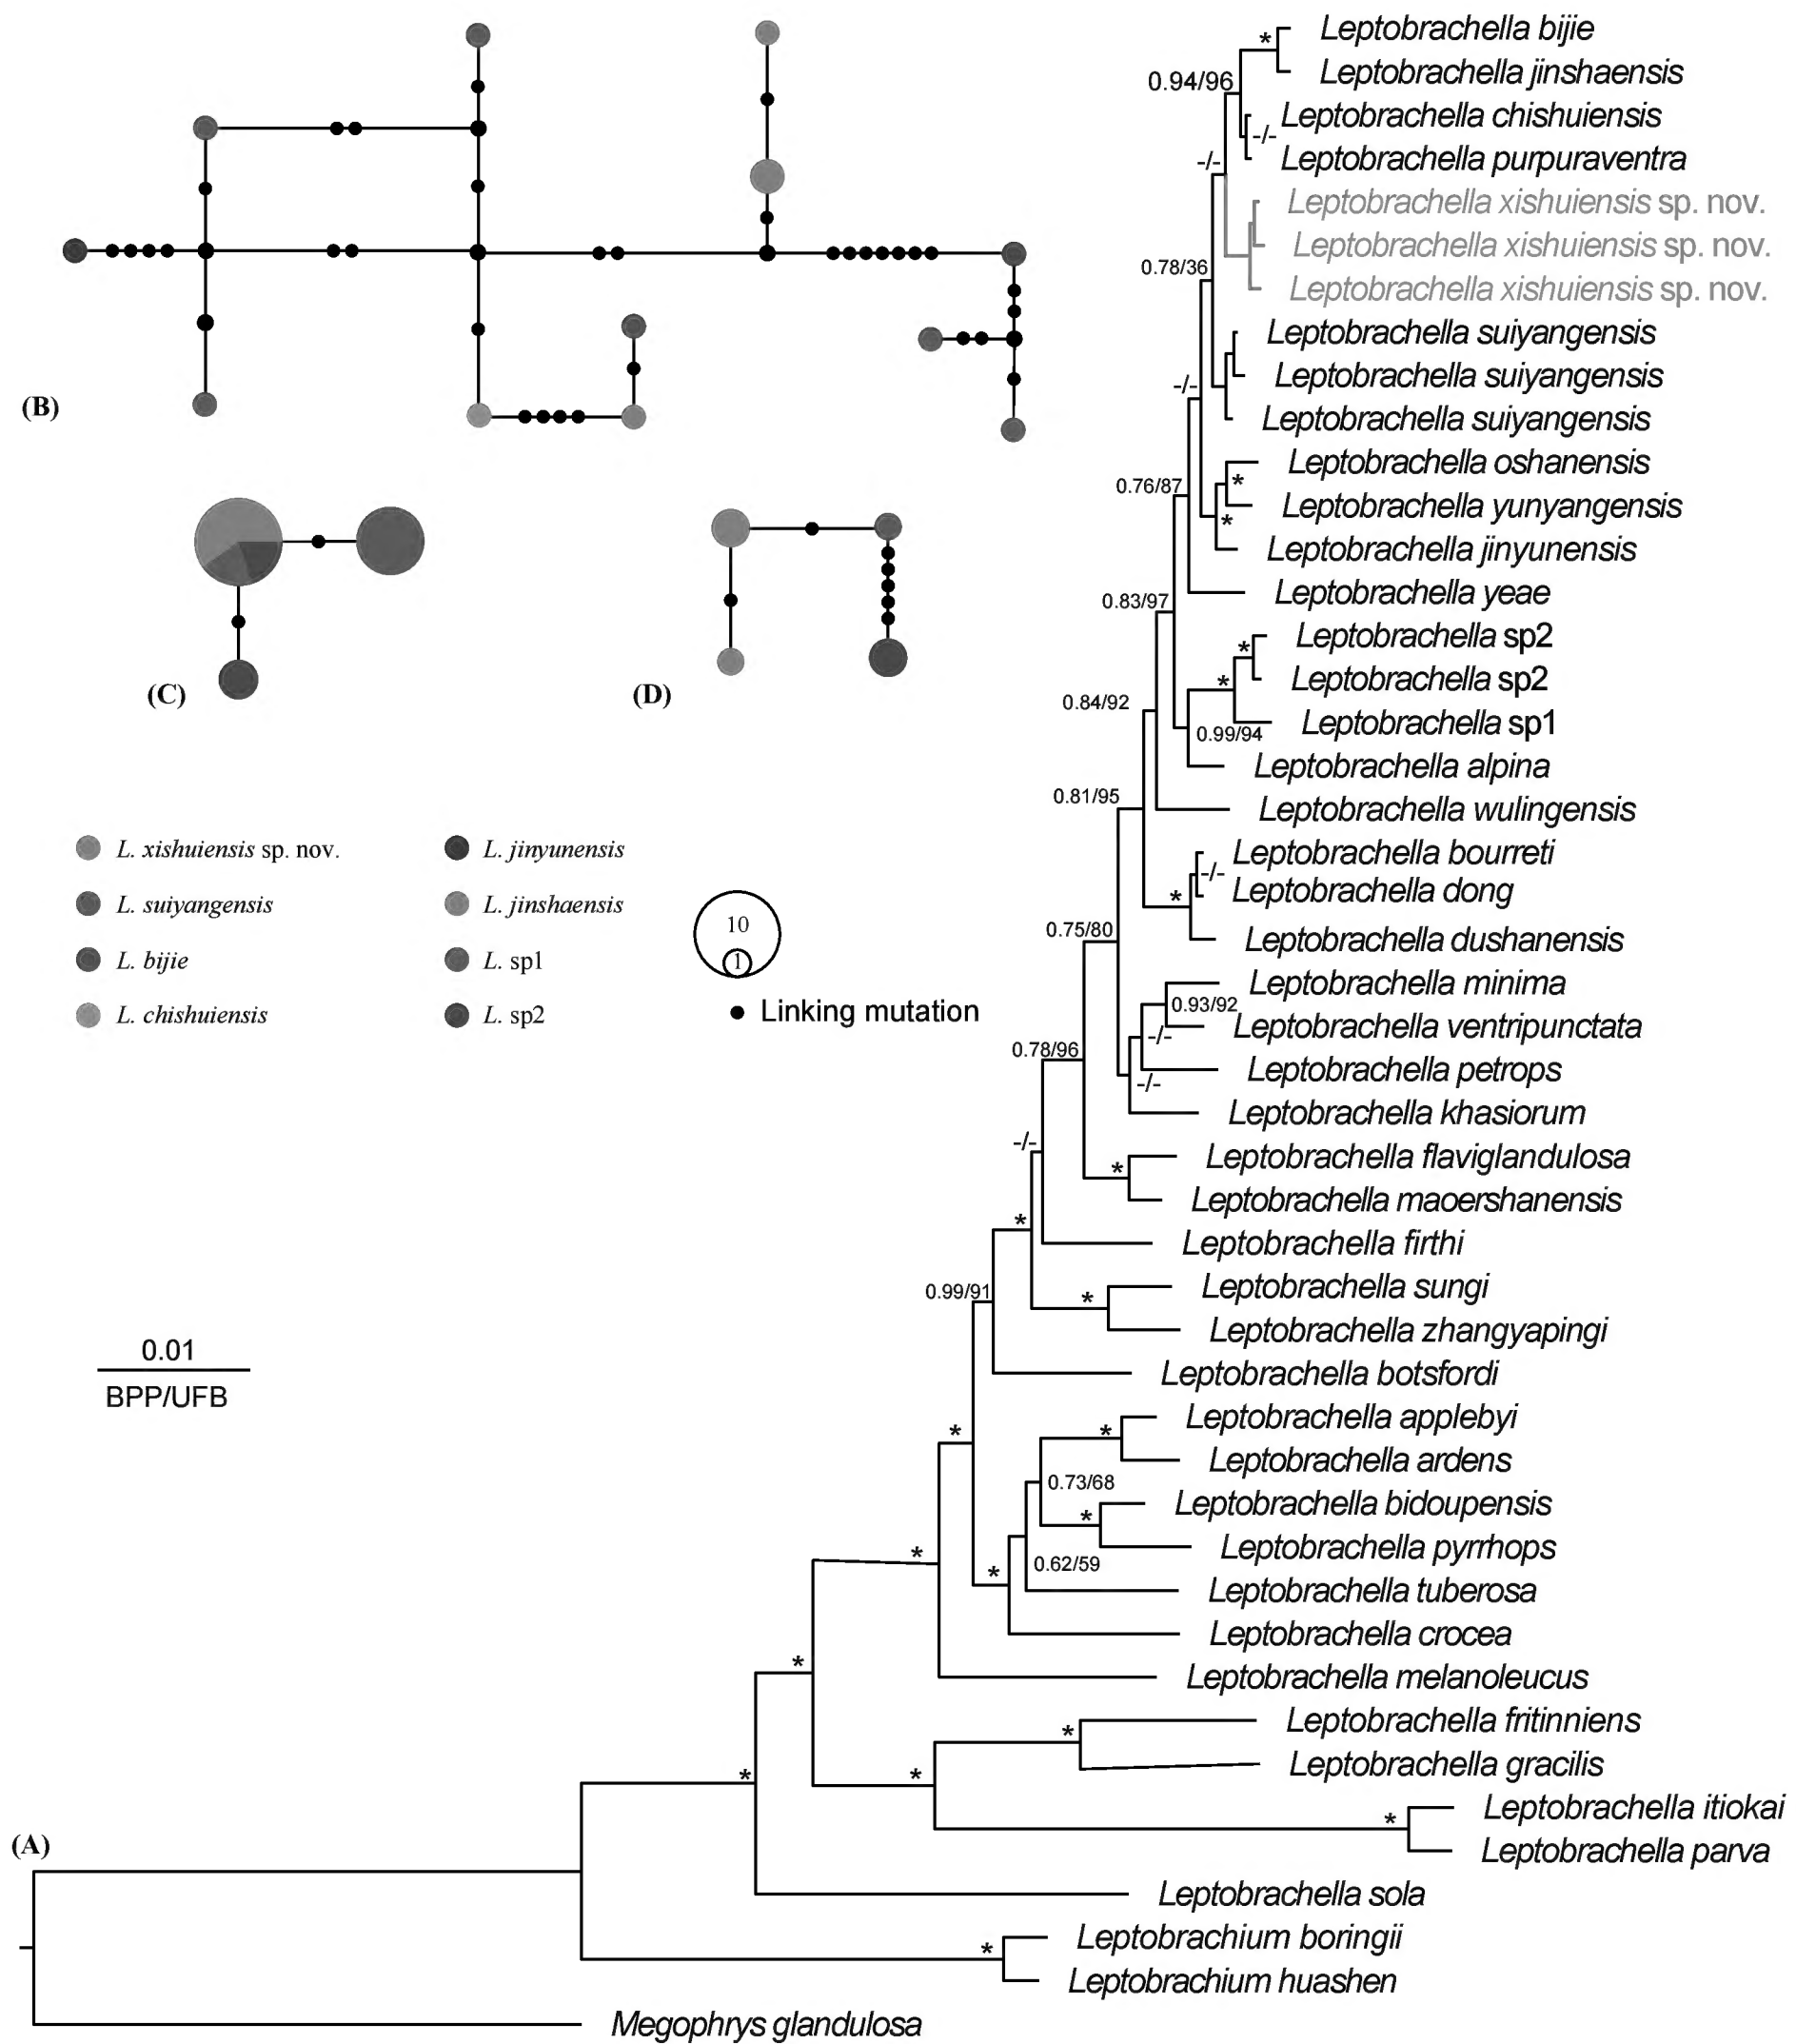 Leptobrachella bijie
*
Leptobrachella jinshaensis
0.94/96
Leptobrachella chishuiensis
-/-
Leptobrachella purpuraventra
-/-
Leptobrachella xishuiensis sp. nov.
Leptobrachella xishuiensis sp. nov.
0.78/36
Leptobrachella xishuiensis sp. nov.
Leptobrachella suiyangensis
Leptobrachella suiyangensis
-/-
Leptobrachella suiyangensis
(B)
Leptobrachella oshanensis
*
0.76/87
Leptobrachella yunyangensis
*
Leptobrachella jinyunensis
Leptobrachella yeae
0.83/97
Leptobrachella sp2
*
Leptobrachella sp2
*
(C)
(D)
0.84/92
Leptobrachella sp1
0.99/94
Leptobrachella alpina
0.81/95
Leptobrachella wulingensis
L. xishuiensis sp. nov.
L. suiyangensis
L. bijie
L. chishuiensis
L. jinyunensis
L. jinshaensis
L. sp1
L. sp2
10
1
Linking mutation
Leptobrachella bourreti
-/-
Leptobrachella dong
*
0.75/80
Leptobrachella dushanensis
Leptobrachella minima
0.93/92
Leptobrachella ventripunctata
-/-
0.78/96
Leptobrachella petrops
-/-
Leptobrachella khasiorum
-/-
Leptobrachella flaviglandulosa
*
Leptobrachella maoershanensis
*
Leptobrachella firthi
0.99/91
Leptobrachella sungi
*
Leptobrachella zhangyapingi
0.01
BPP/UFB
Leptobrachella botsfordi
Leptobrachella applebyi
*
*
Leptobrachella ardens
0.73/68
Leptobrachella bidoupensis
*
*
Leptobrachella pyrrhops
0.62/59
*
Leptobrachella tuberosa
Leptobrachella crocea
*
Leptobrachella melanoleucus
Leptobrachella fritinniens
*
Leptobrachella gracilis
*
*
Leptobrachella itiokai
*
(A)
Leptobrachella parva
Leptobrachella sola
Leptobrachium boringii
*
Leptobrachium huashen
Megophrys glandulosa